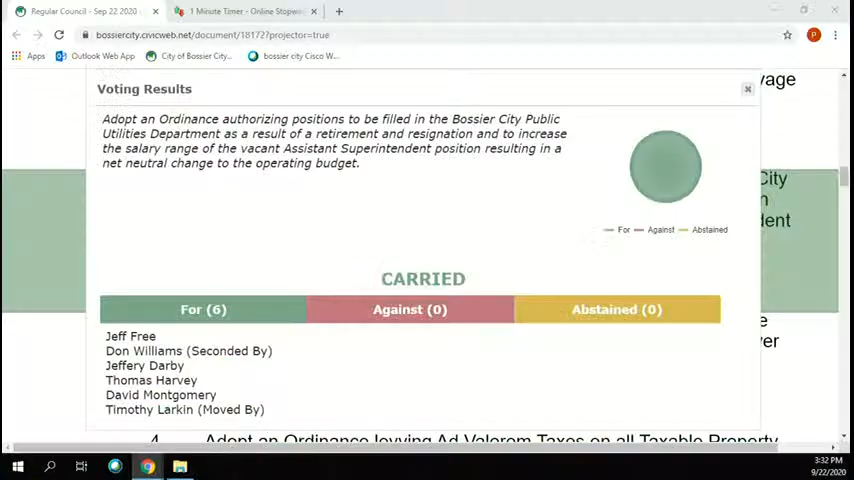 Regular Council - Sep 22 2020
1 Minute Timer - Online Stopw
bossiercity.civicweb.net/document/18172?projector=true
P
Apps
Outlook Web App
City of Bossier City...
bossier city Cisco W...
Voting Results
Adopt an Ordinance authorizing positions to be filled in the Bossier City Public
Utilities Department as a result of a retirement and resignation and to increase
the salary range of the vacant Assistant Superintendent position resulting in a
net neutral change to the operating budget.
For Against Abstained
CARRIED
For (6) Against (0) Abstained (0)
Jeff Free
Don Williams (Seconded By)
Jeffery Darby
Thomas Harvey
David Montgomery
Timothy Larkin (Moved By)
City
4 Adopt an Ordinance levying Ad Valorem Taxes on all Taxable Property
3:32 PM
9/22/2020